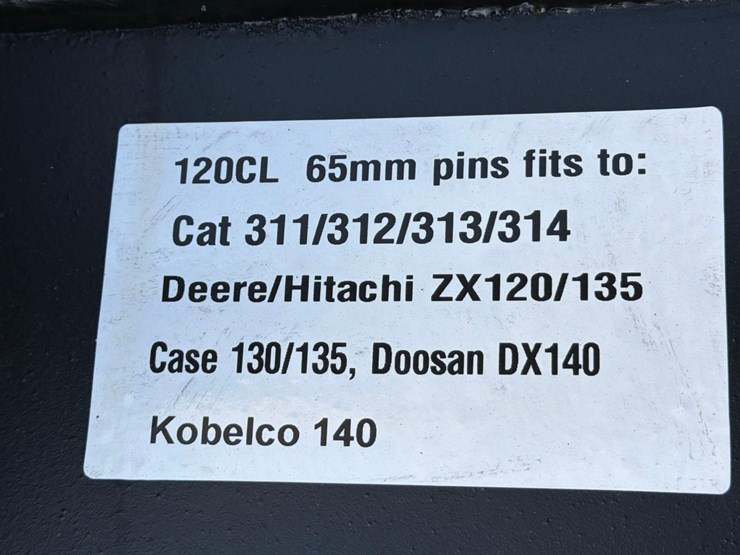 120CL 65mm pins fits to:
Cat 311/312/313/314
Deere/Hitachi ZX120/135
Case 130/135, Doosan DX140
Kobelco 140